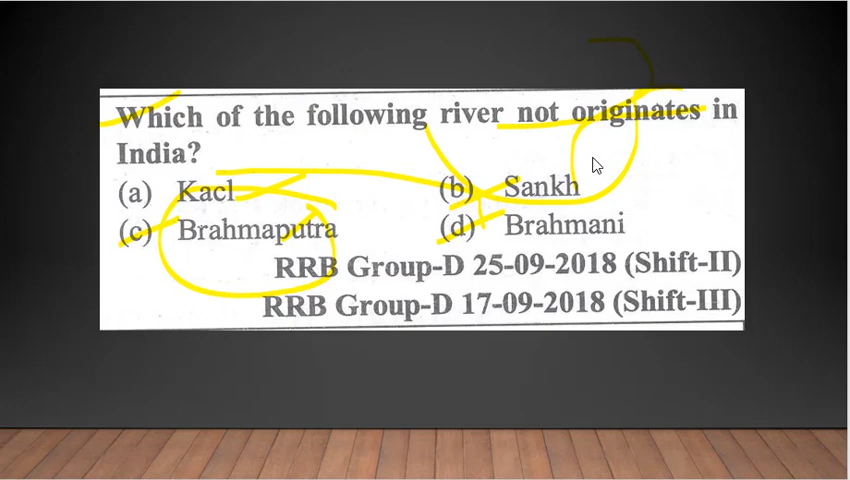 Which of the following river not originates in
India?
(a) Kacl (b) Sankh
(c) Brahmaputra (d) Brahmani
RRB Group-D 25-09-2018 (Shift-II)
RRB Group-D 17-09-2018 (Shift-III)